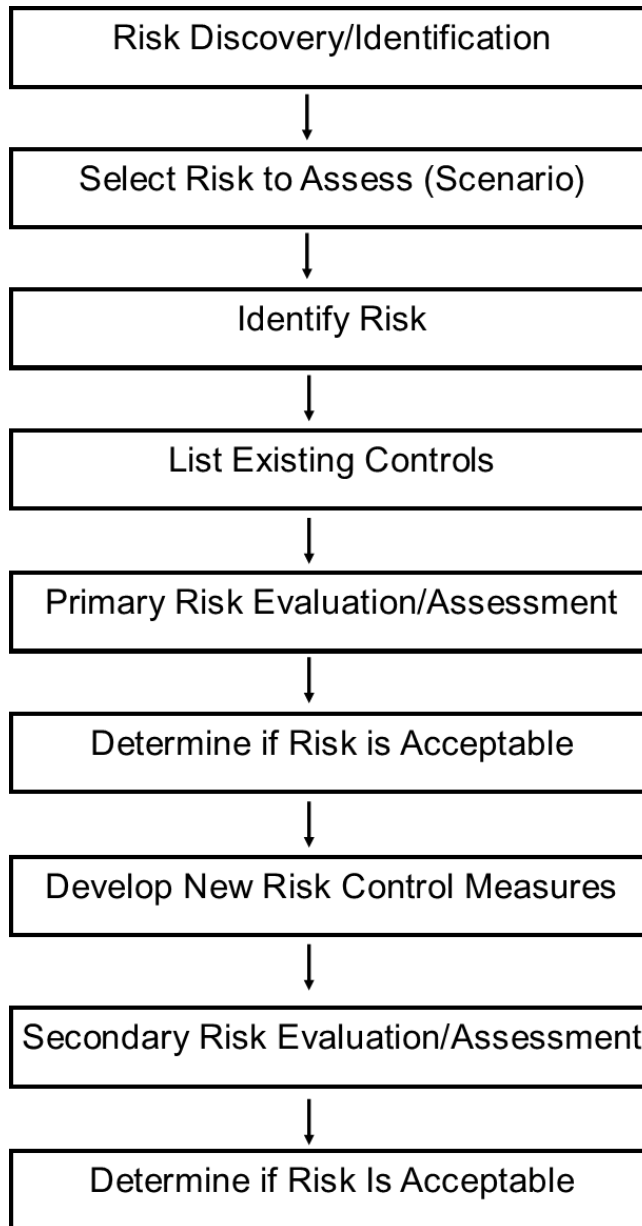 Risk Discovery/Identification
Select Risk to Assess (Scenario)
Identify Risk
List Existing Controls
Primary Risk Evaluation/Assessment
Determine if Risk is Acceptable
Develop New Risk Control Measures
Secondary Risk Evaluation/Assessment
Determine if Risk Is Acceptable